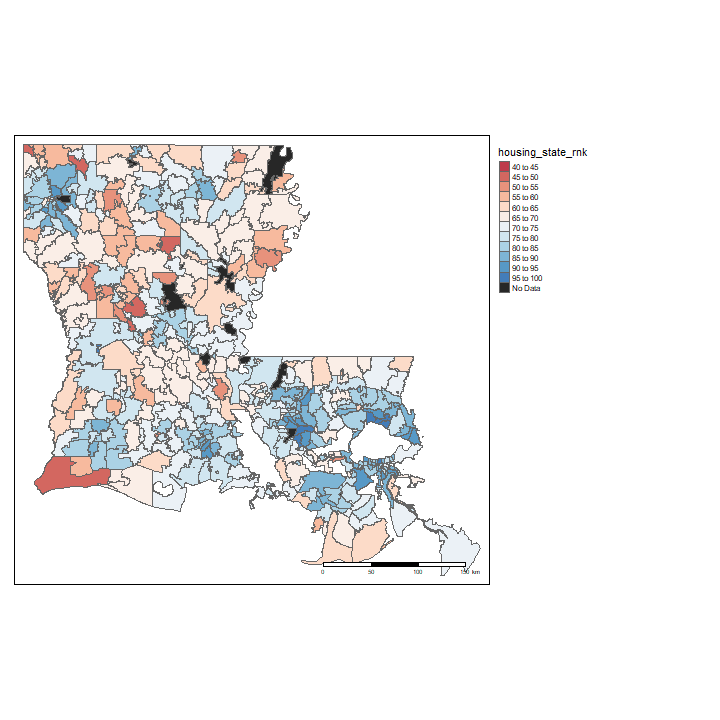 housing_state_rnk
40 to 45
45 to 50
50 to 55
55 to 60
60 to 65
65 to 70
70 to 75
75 to 80
80 to 85
85 to 90
90 to 95
95 to 100
No Data
0 50 100 150 km